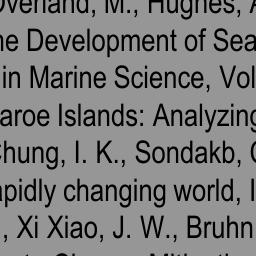 Overland, M., Hughes, A
he Development of Sea
in Marine Science, Vol
aroe Islands: Analyzing
Chung, I. K., Sondakb, C
apidly changing world, I
, Xi Xiao, J. W., Bruhn